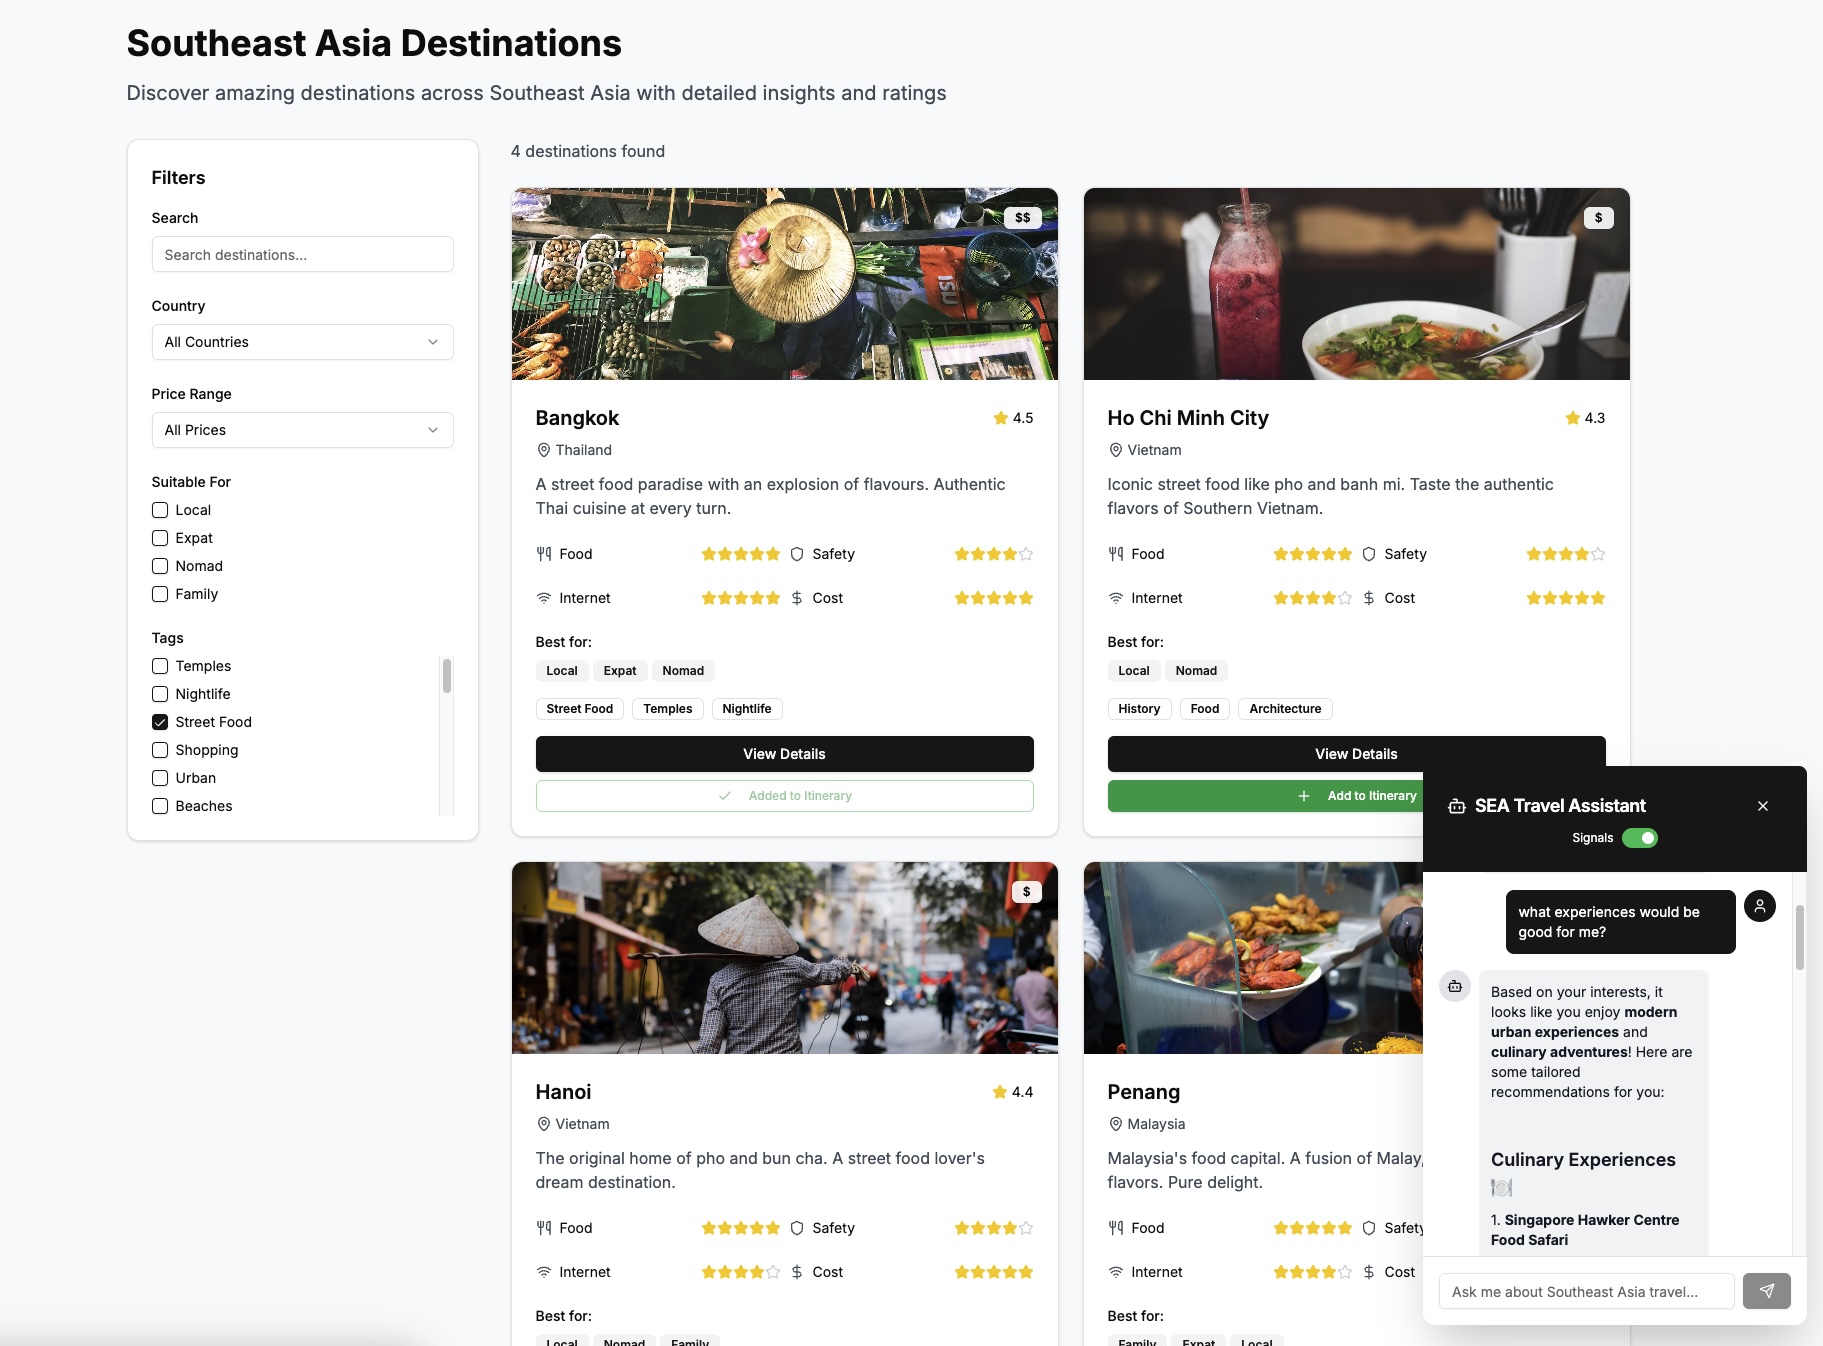 Southeast Asia Destinations
Discover amazing destinations across Southeast Asia with detailed insights and ratings
Filters
Search
Search destinations...
Country
All Countries
Price Range
All Prices
Suitable For
Local
Expat
Nomad
Family
Tags
Temples
Nightlife
Street Food
Shopping
Urban
Beaches
4 destinations found
$$
Bangkok
4.5
Thailand
A street food paradise with an explosion of flavours. Authentic
Thai cuisine at every turn.
Food
Safety
Internet
Cost
Best for:
Local Expat Nomad
Street Food Temples Nightlife
View Details
Added to Itinerary
$
Ho Chi Minh City
4.3
Vietnam
Iconic street food like pho and banh mi. Taste the authentic
flavors of Southern Vietnam.
Food
Safety
Internet
Cost
Best for:
Local Nomad
History Food Architecture
View Details
Add to Itinerary
$
Hanoi
4.4
Vietnam
The original home of pho and bun cha. A street food lover's
dream destination.
Food
Safety
Internet
Cost
Best for:
Local Nomad Family
Penang
Malaysia
Malaysia's food capital. A fusion of Malay,
flavors. Pure delight.
Food
Safety
Internet
Cost
Best for:
Family Expat Local
SEA Travel Assistant
Signals
what experiences would be
good for me?
Based on your interests, it
looks like you enjoy modern
urban experiences and
culinary adventures! Here are
some tailored
recommendations for you:
Culinary Experiences
🍽️
1. Singapore Hawker Centre
Food Safari
Ask me about Southeast Asia travel...